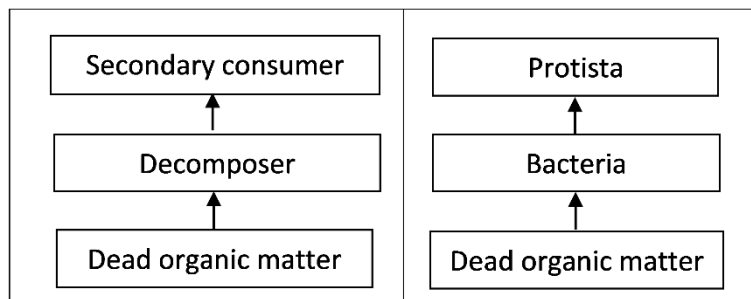 Secondary consumer
Decomposer
Dead organic matter
Protista
Bacteria
Dead organic matter